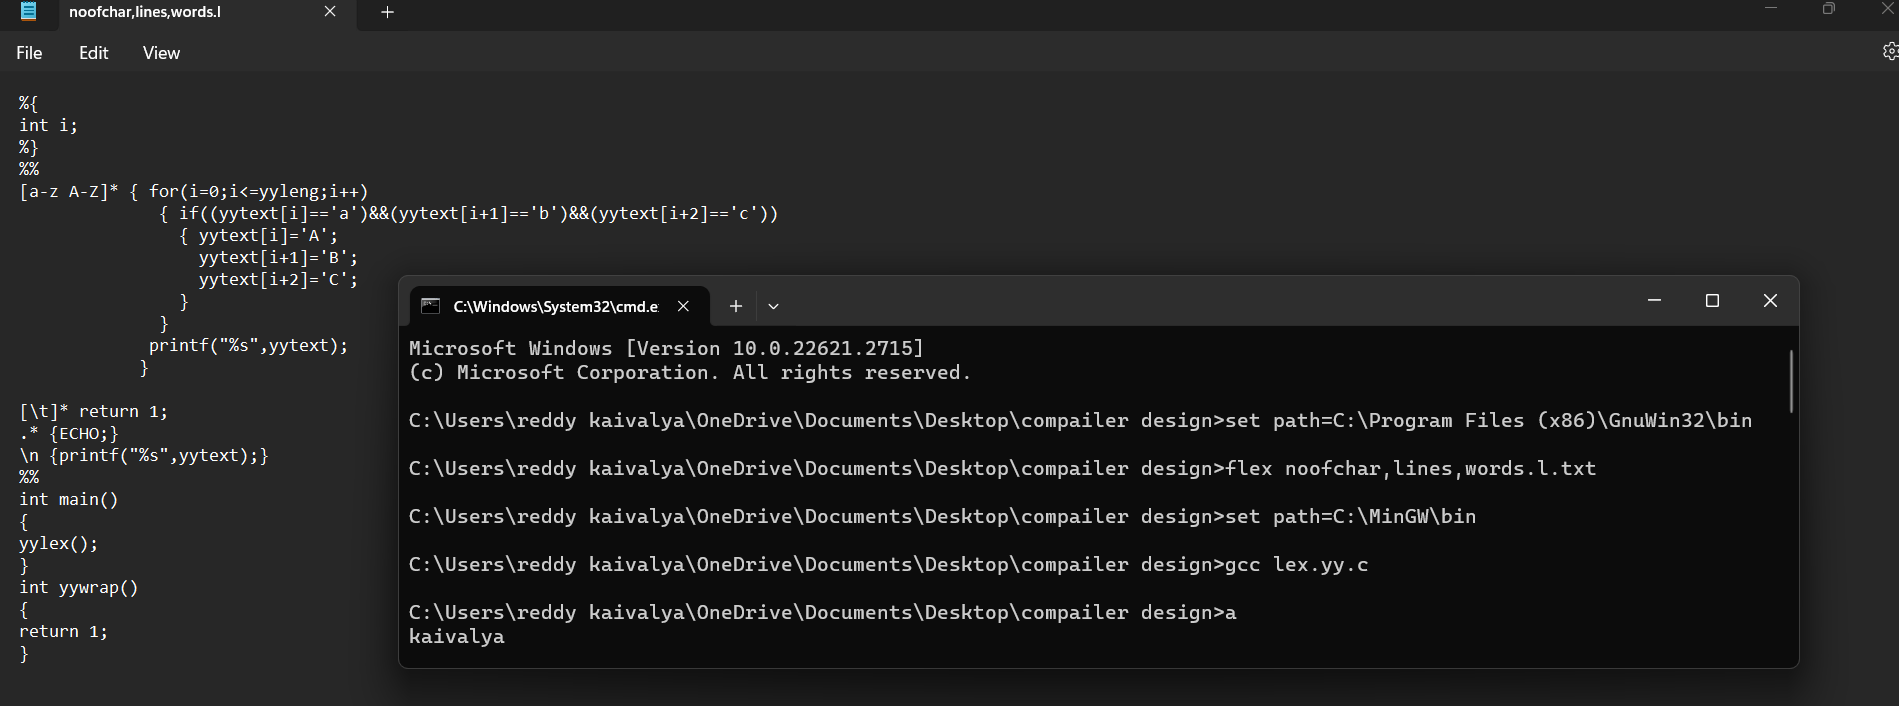 noofchar,lines,words.l
File Edit View
%{
int i;
%}
%%
[a-z A-Z]* { for(i=0;i<=yyleng;i++)
{ if((yytext[i]=='a')&&(yytext[i+1]=='b')&&(yytext[i+2]=='c'))
{ yytext[i]='A';
yytext[i+1]='B';
yytext[i+2]='C';
}
}
printf("%s",yytext);
}
[\t]* return 1;
.* {ECHO;}
\n {printf("%s",yytext);}
%%
int main()
{
yylex();
}
int yywrap()
{
return 1;
}
C:\Windows\System32\cmd.e
Microsoft Windows [Version 10.0.22621.2715]
(c) Microsoft Corporation. All rights reserved.
C:\Users\reddy kaivalya\OneDrive\Documents\Desktop\compailer design>set path=C:\Program Files (x86)\GnuWin32\bin
C:\Users\reddy kaivalya\OneDrive\Documents\Desktop\compailer design>flex noofchar,lines,words.l.txt
C:\Users\reddy kaivalya\OneDrive\Documents\Desktop\compailer design>set path=C:\MinGW\bin
C:\Users\reddy kaivalya\OneDrive\Documents\Desktop\compailer design>gcc lex.yy.c
C:\Users\reddy kaivalya\OneDrive\Documents\Desktop\compailer design>a
kaivalya